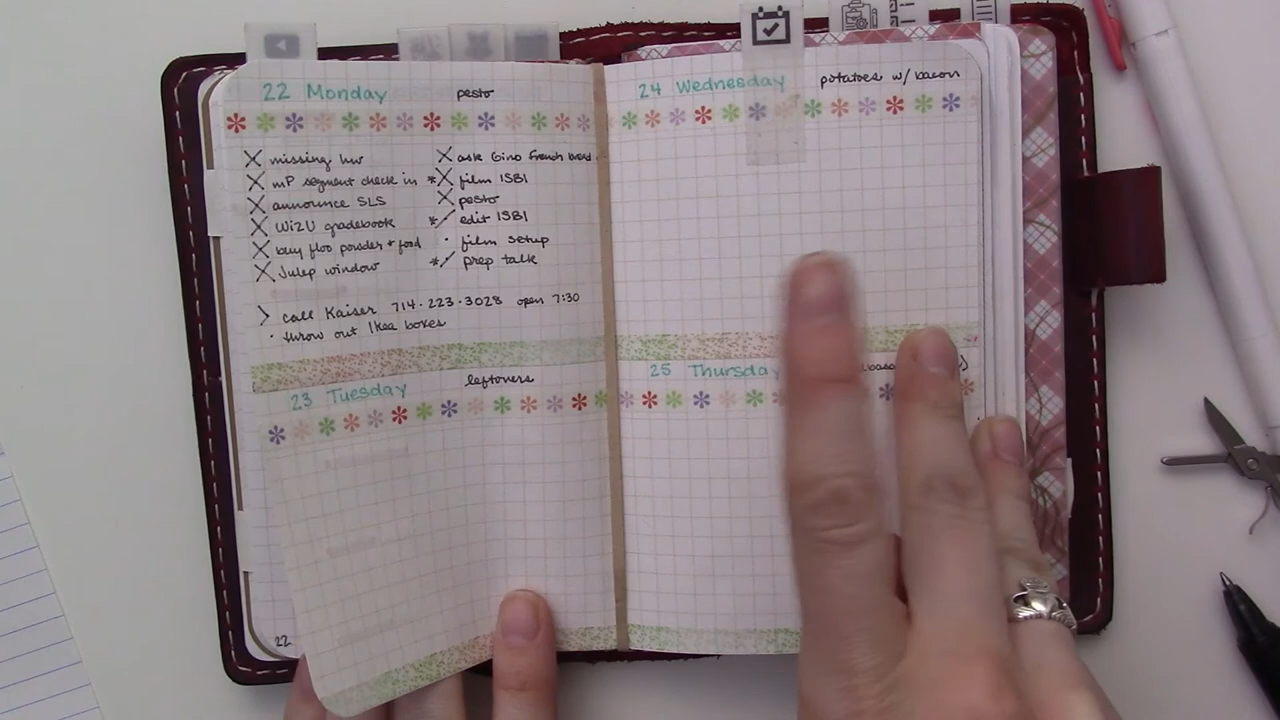 22 Monday pesto
X missing hw
X mP segment check in
X announce SLS
X WizU gradebook
X buy floo powder + food
X Julep window
X ask Gino French bread
*X film ISBI
X pesto
*/ edit ISBI
· film setup
*/ prep talk
> call Kaiser 714·223·3028 open 7:30
· throw out Ikea boxes
23 Tuesday leftovers
22
24 Wednesday potatoes w/ bacon
25 Thursday